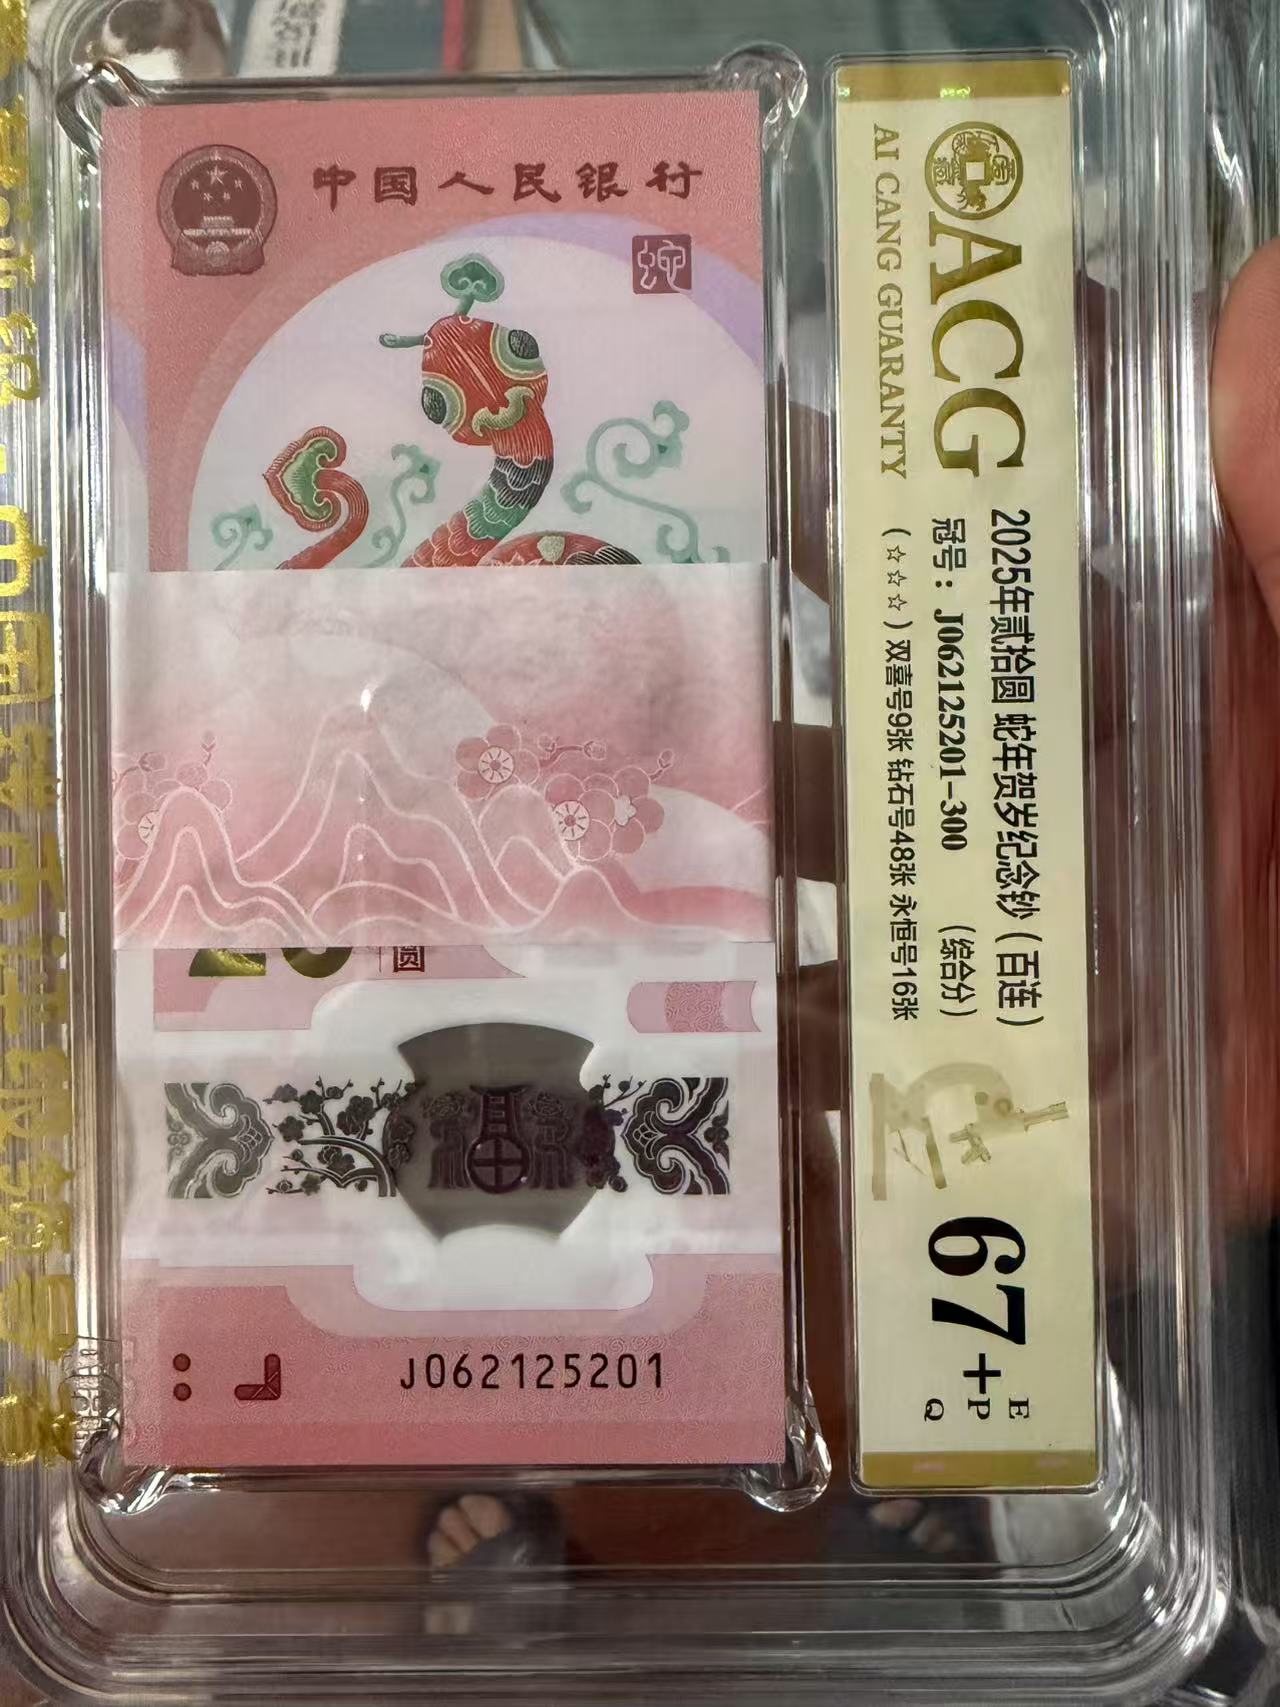 中国人民银行
蛇
圆
J062125201
ACG
AI CANG GUARANTY
2025年贰拾圆 蛇年贺岁纪念钞（百连）
冠号：J062125201-300 （综合分）
（☆☆☆）双喜号9张 钻石号48张 永恒号16张
67+
E
P
Q